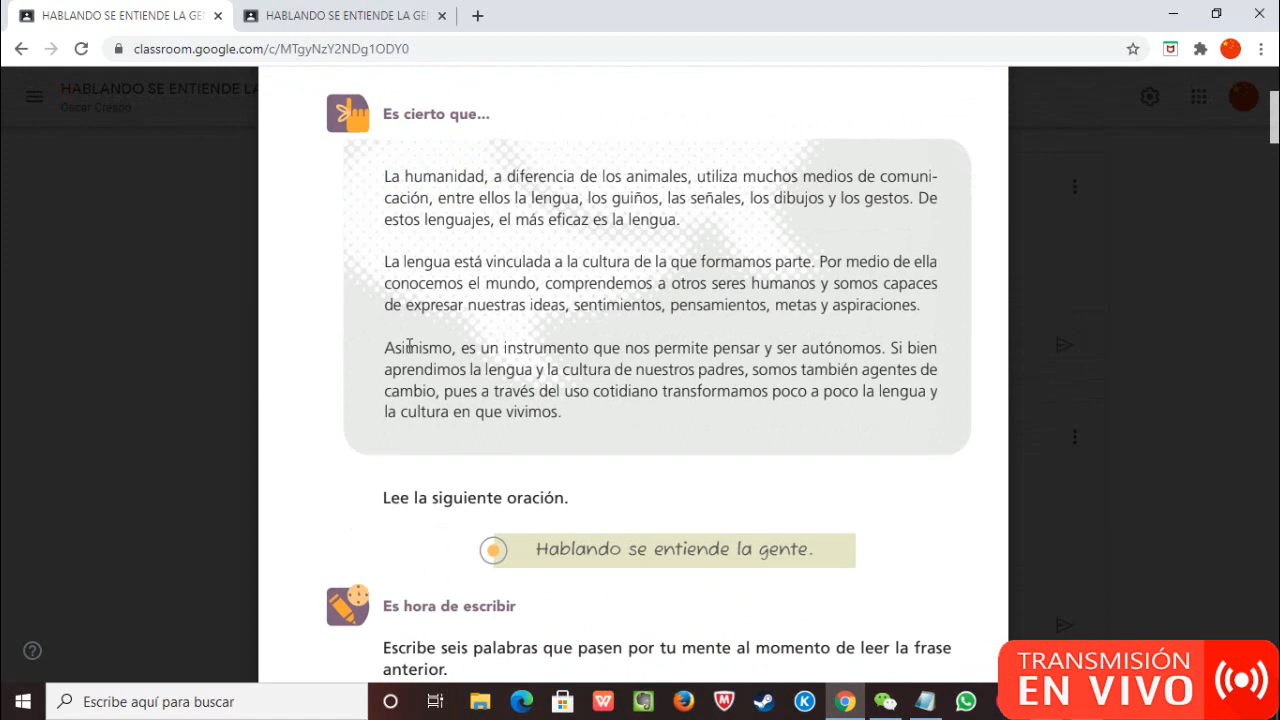 HABLANDO SE ENTIENDE LA GE
HABLANDO SE ENTIENDE LA GE
classroom.google.com/c/MTgyNzY2NDg1ODY0
HABLANDO SE ENTIENDE LA
Oscar Crespo
Es cierto que...
La humanidad, a diferencia de los animales, utiliza muchos medios de comuni-
cación, entre ellos la lengua, los guiños, las señales, los dibujos y los gestos. De
estos lenguajes, el más eficaz es la lengua.
La lengua está vinculada a la cultura de la que formamos parte. Por medio de ella
conocemos el mundo, comprendemos a otros seres humanos y somos capaces
de expresar nuestras ideas, sentimientos, pensamientos, metas y aspiraciones.
Asimismo, es un instrumento que nos permite pensar y ser autónomos. Si bien
aprendimos la lengua y la cultura de nuestros padres, somos también agentes de
cambio, pues a través del uso cotidiano transformamos poco a poco la lengua y
la cultura en que vivimos.
Lee la siguiente oración.
Hablando se entiende la gente.
Es hora de escribir
Escribe seis palabras que pasen por tu mente al momento de leer la frase
anterior.
TRANSMISIÓN
EN VIVO
Escribe aquí para buscar